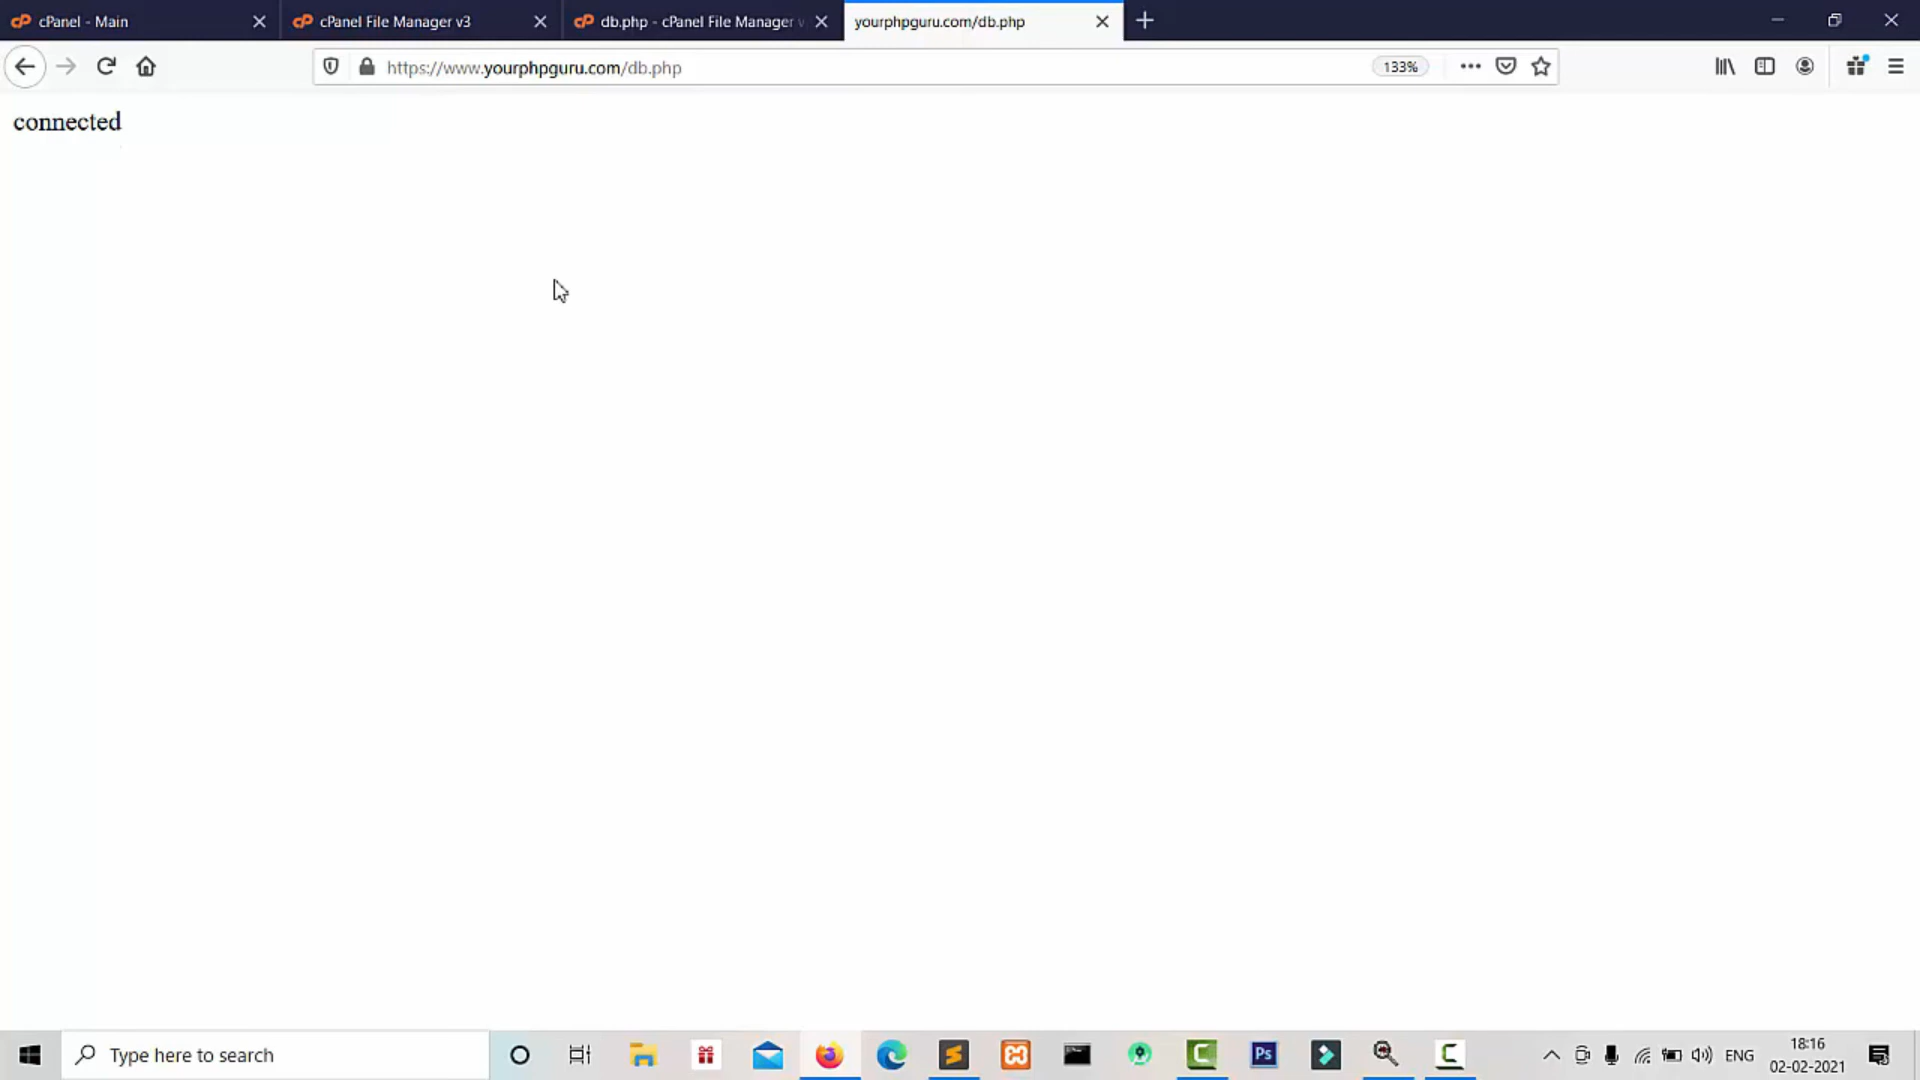 cPanel - Main
cPanel File Manager v3
db.php - cPanel File Manager v
yourphpguru.com/db.php
https://www.yourphpguru.com/db.php
133%
connected
Type here to search
Ps
ENG
18:16
02-02-2021